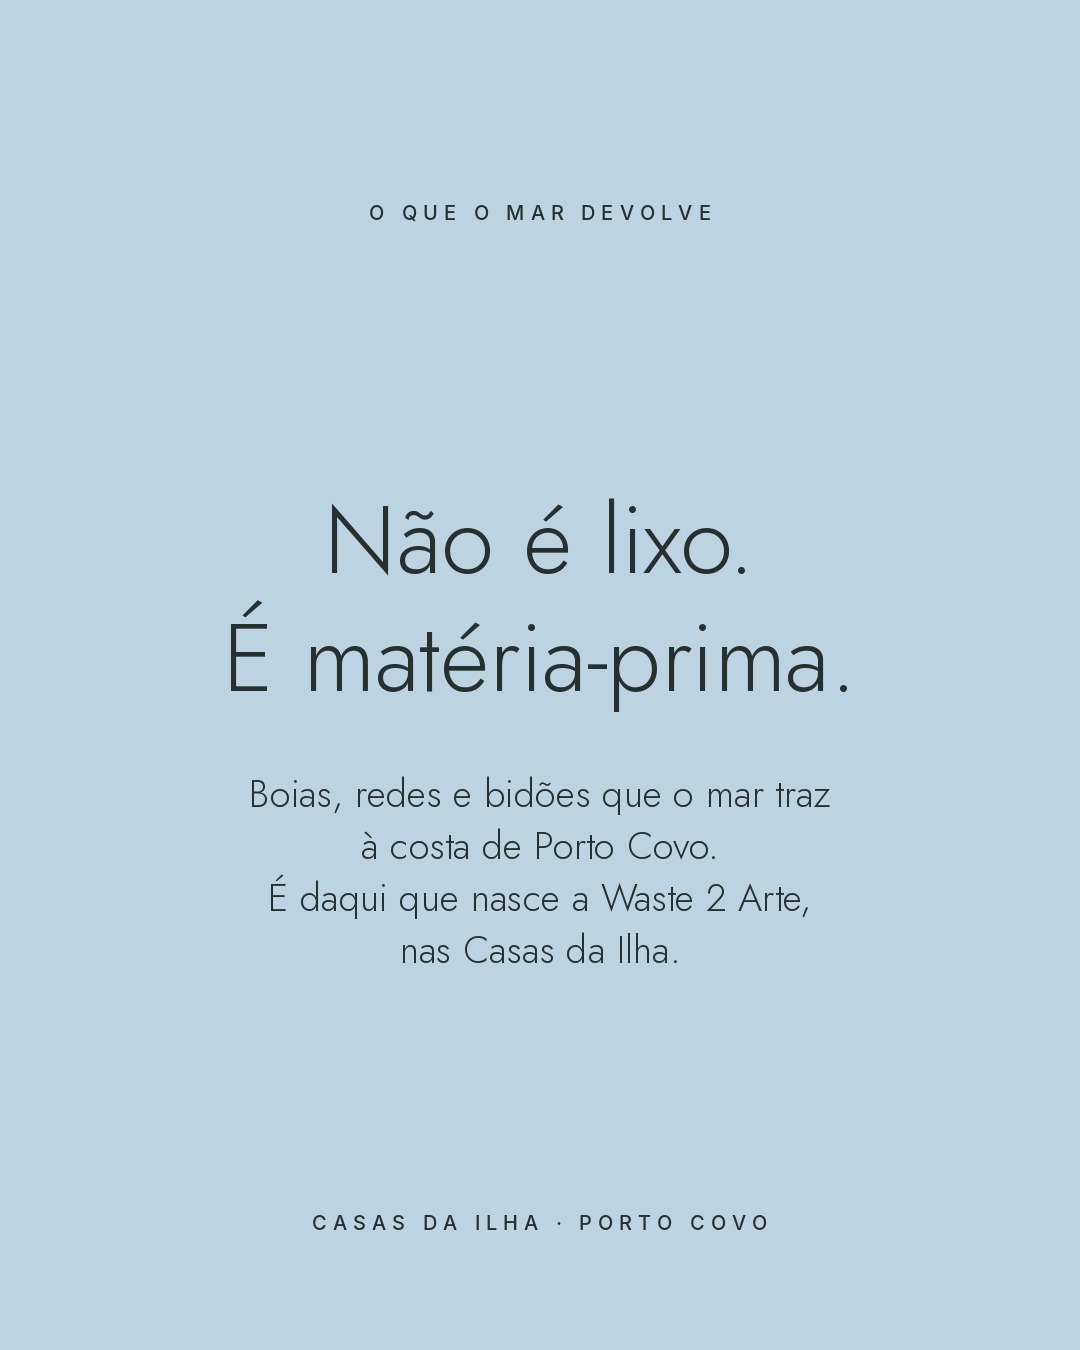 O QUE O MAR DEVOLVE
Não é lixo.
É matéria-prima.
Boias, redes e bidões que o mar traz
à costa de Porto Covo.
É daqui que nasce a Waste 2 Arte,
nas Casas da Ilha.
CASAS DA ILHA · PORTO COVO